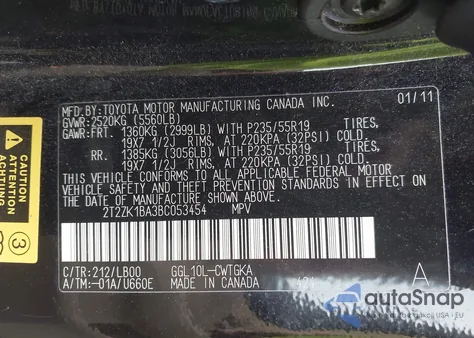 MFD. BY: TOYOTA MOTOR MANUFACTURING CANADA INC.
01/11
GVWR: 2520KG (5560LB)
GAWR: FRT. 1360KG (2999LB) WITH P235/55R19 TIRES,
19X7 1/2J RIMS, AT 220KPA (32PSI) COLD.
RR. 1385KG (3056LB) WITH P235/55R19 TIRES,
19X7 1/2J RIMS, AT 220KPA (32PSI) COLD.
THIS VEHICLE CONFORMS TO ALL APPLICABLE FEDERAL MOTOR
VEHICLE SAFETY AND BUMPER STANDARDS IN EFFECT ON
THE DATE OF MANUFACTURE SHOWN ABOVE.
2T2ZK1BA3BC053454 MPV
C/TR: 212/LB00 GGL10L-CWTGKA
A/TM: -01A/U660E MADE IN CANADA
A
CAUTION
ACHTUNG
3
autoSnap